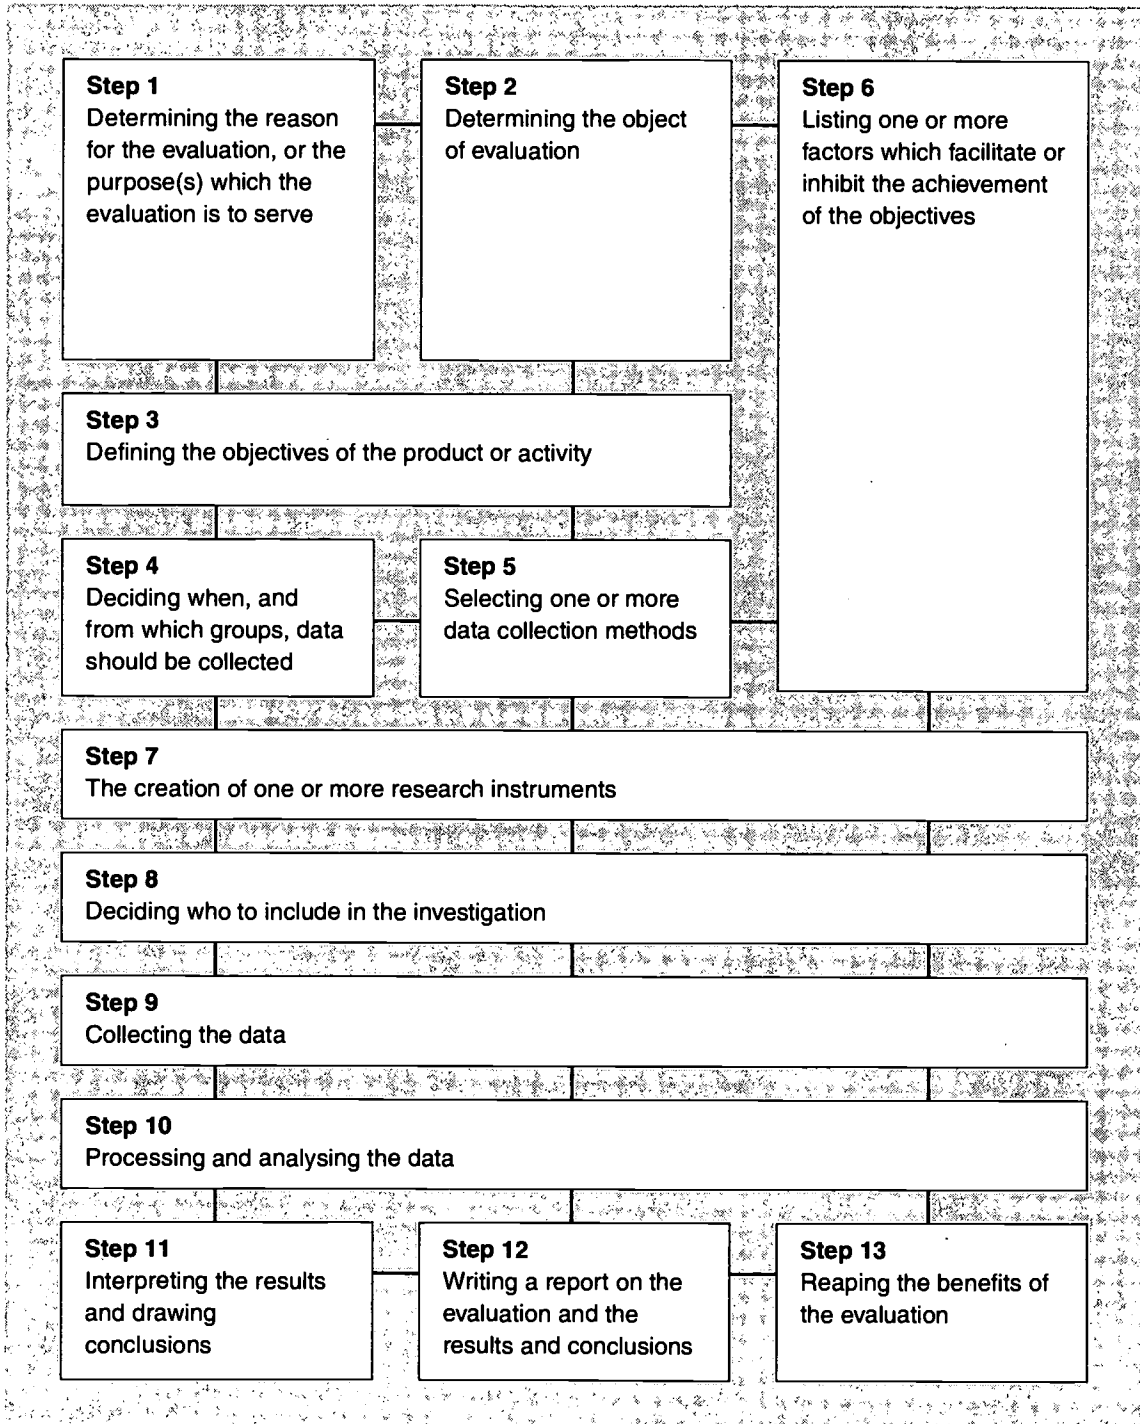 Step 1
Determining the reason
for the evaluation, or the
purpose(s) which the
evaluation is to serve
Step 2
Determining the object
of evaluation
Step 6
Listing one or more
factors which facilitate or
inhibit the achievement
of the objectives
Step 3
Defining the objectives of the product or activity
Step 4
Deciding when, and
from which groups, data
should be collected
Step 5
Selecting one or more
data collection methods
Step 7
The creation of one or more research instruments
Step 8
Deciding who to include in the investigation
Step 9
Collecting the data
Step 10
Processing and analysing the data
Step 11
Interpreting the results
and drawing
conclusions
Step 12
Writing a report on the
evaluation and the
results and conclusions
Step 13
Reaping the benefits of
the evaluation